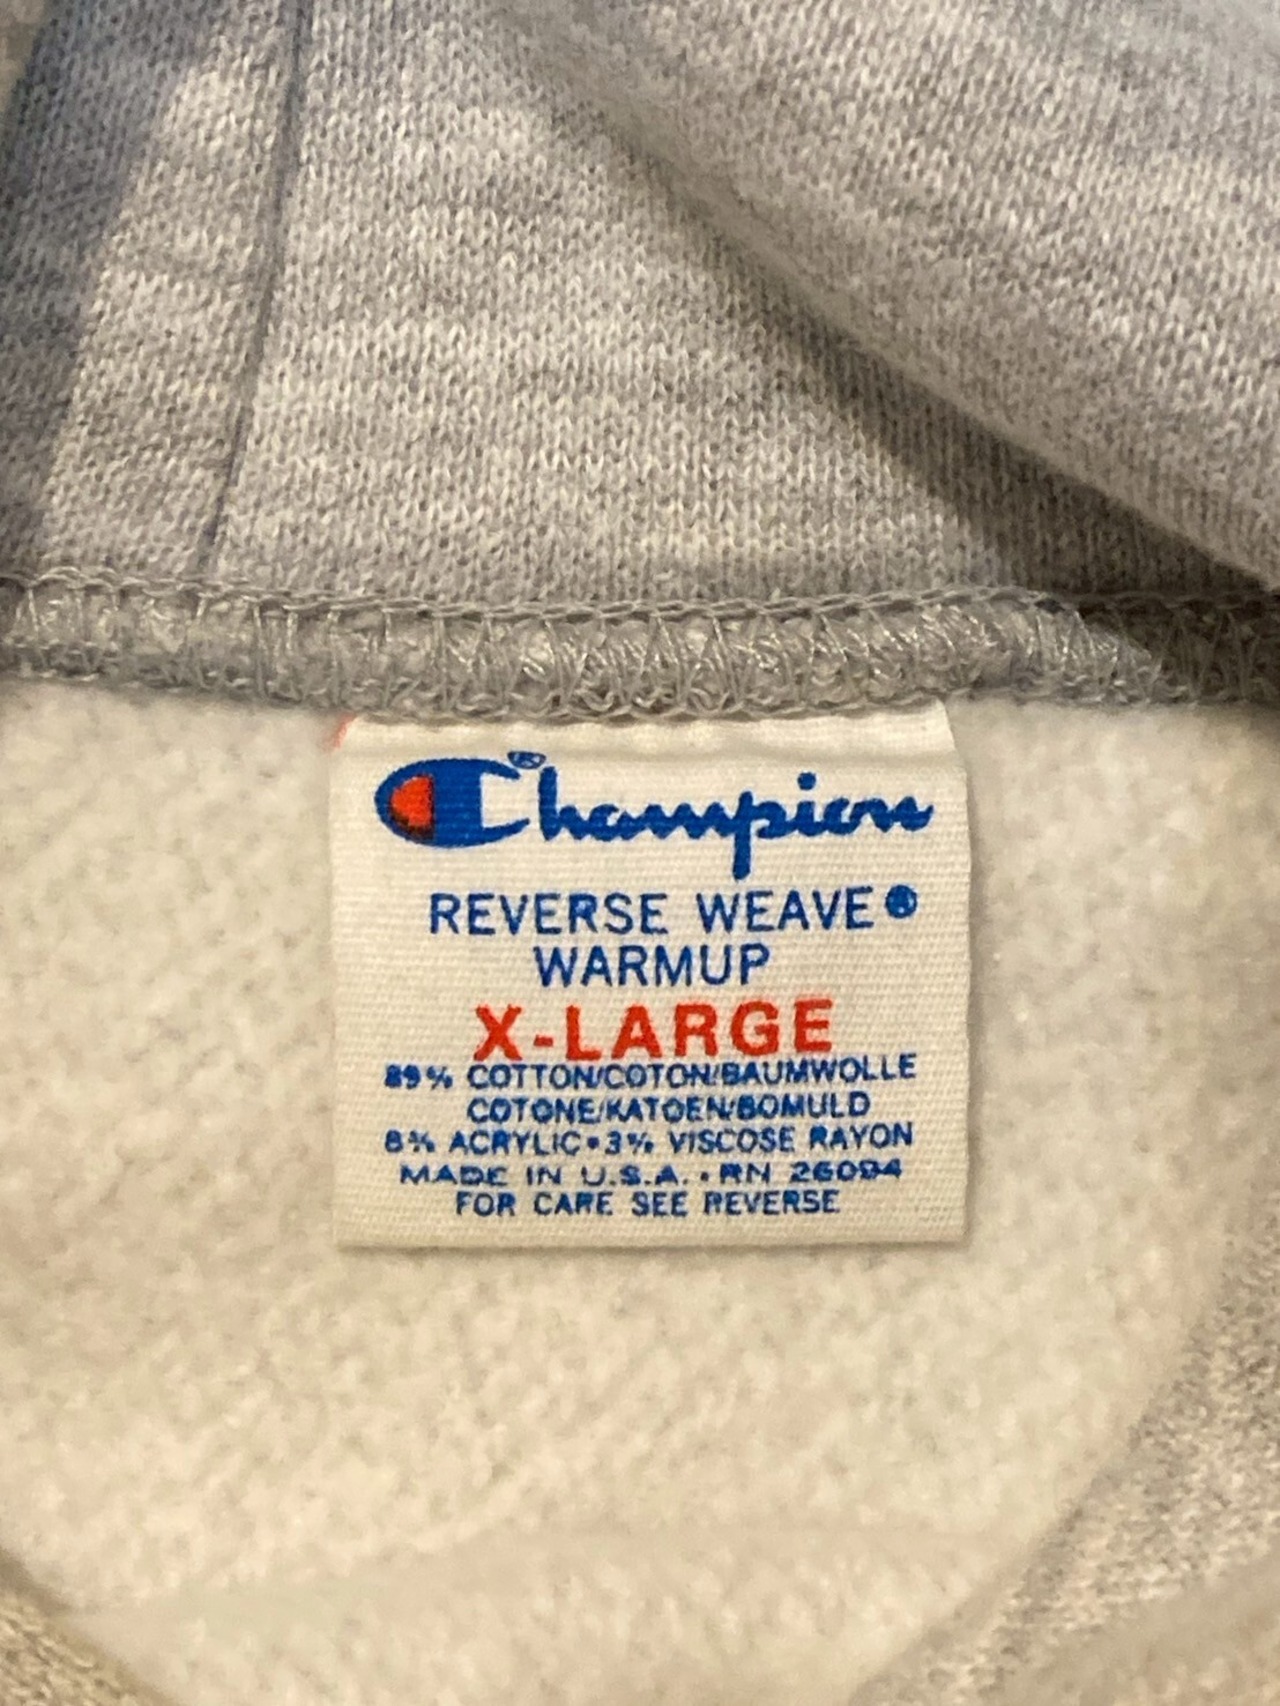 Champion®
REVERSE WEAVE®
WARMUP
X-LARGE
89% COTTON/COTON/BAUMWOLLE
COTONE/KATOEN/BOMULD
8% ACRYLIC•3% VISCOSE RAYON
MADE IN U.S.A. • RN 26094
FOR CARE SEE REVERSE